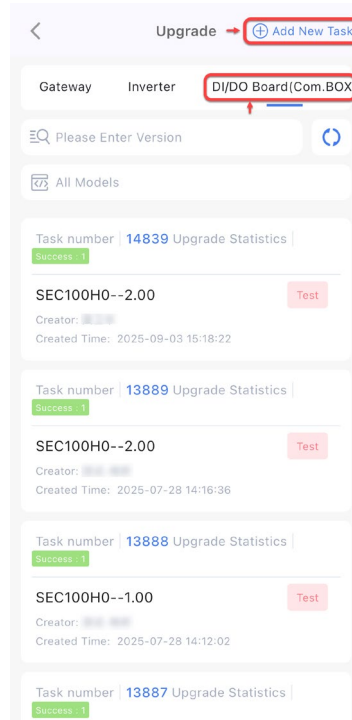 Upgrade
Add New Task
Gateway
Inverter
DI/DO Board(Com.BOX
Please Enter Version
All Models
Task number 14839 Upgrade Statistics
Success : 1
SEC100H0--2.00
Test
Creator:
Created Time: 2025-09-03 15:18:22
Task number 13889 Upgrade Statistics
Success : 1
SEC100H0--2.00
Test
Creator:
Created Time: 2025-07-28 14:16:36
Task number 13888 Upgrade Statistics
Success : 1
SEC100H0--1.00
Test
Creator:
Created Time: 2025-07-28 14:12:02
Task number 13887 Upgrade Statistics
Success : 1